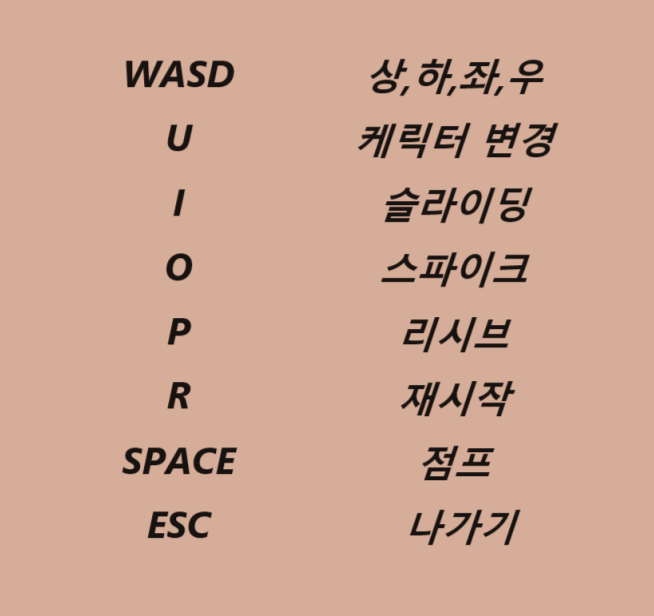 WASD 상,하,좌,우
U 케릭터 변경
I 슬라이딩
O 스파이크
P 리시브
R 재시작
SPACE 점프
ESC 나가기